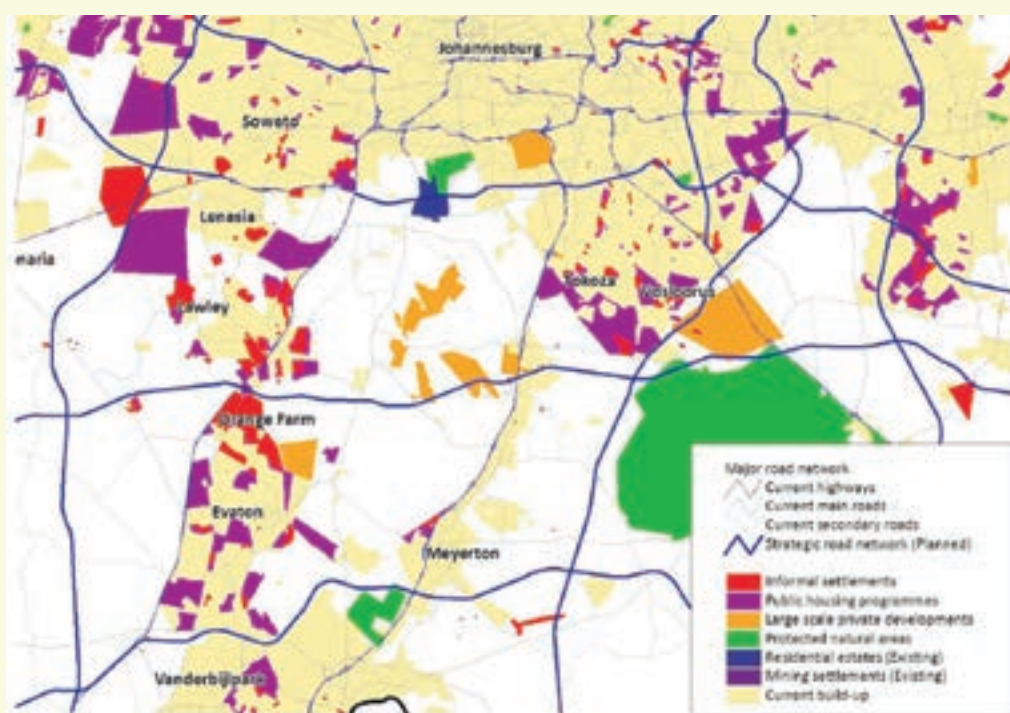 Johannesburg
Soweto
Lenasia
naria
Lawley
Tokoza
Vosloorus
Orange Farm
Evaton
Meyerton
Vanderbijlpark
Major road network
Current highways
Current main roads
Current secondary roads
Strategic road network (Planned)
Informal settlements
Public housing programmes
Large scale private developments
Protected natural areas
Residential estates (Existing)
Mining settlements (Existing)
Current build-up